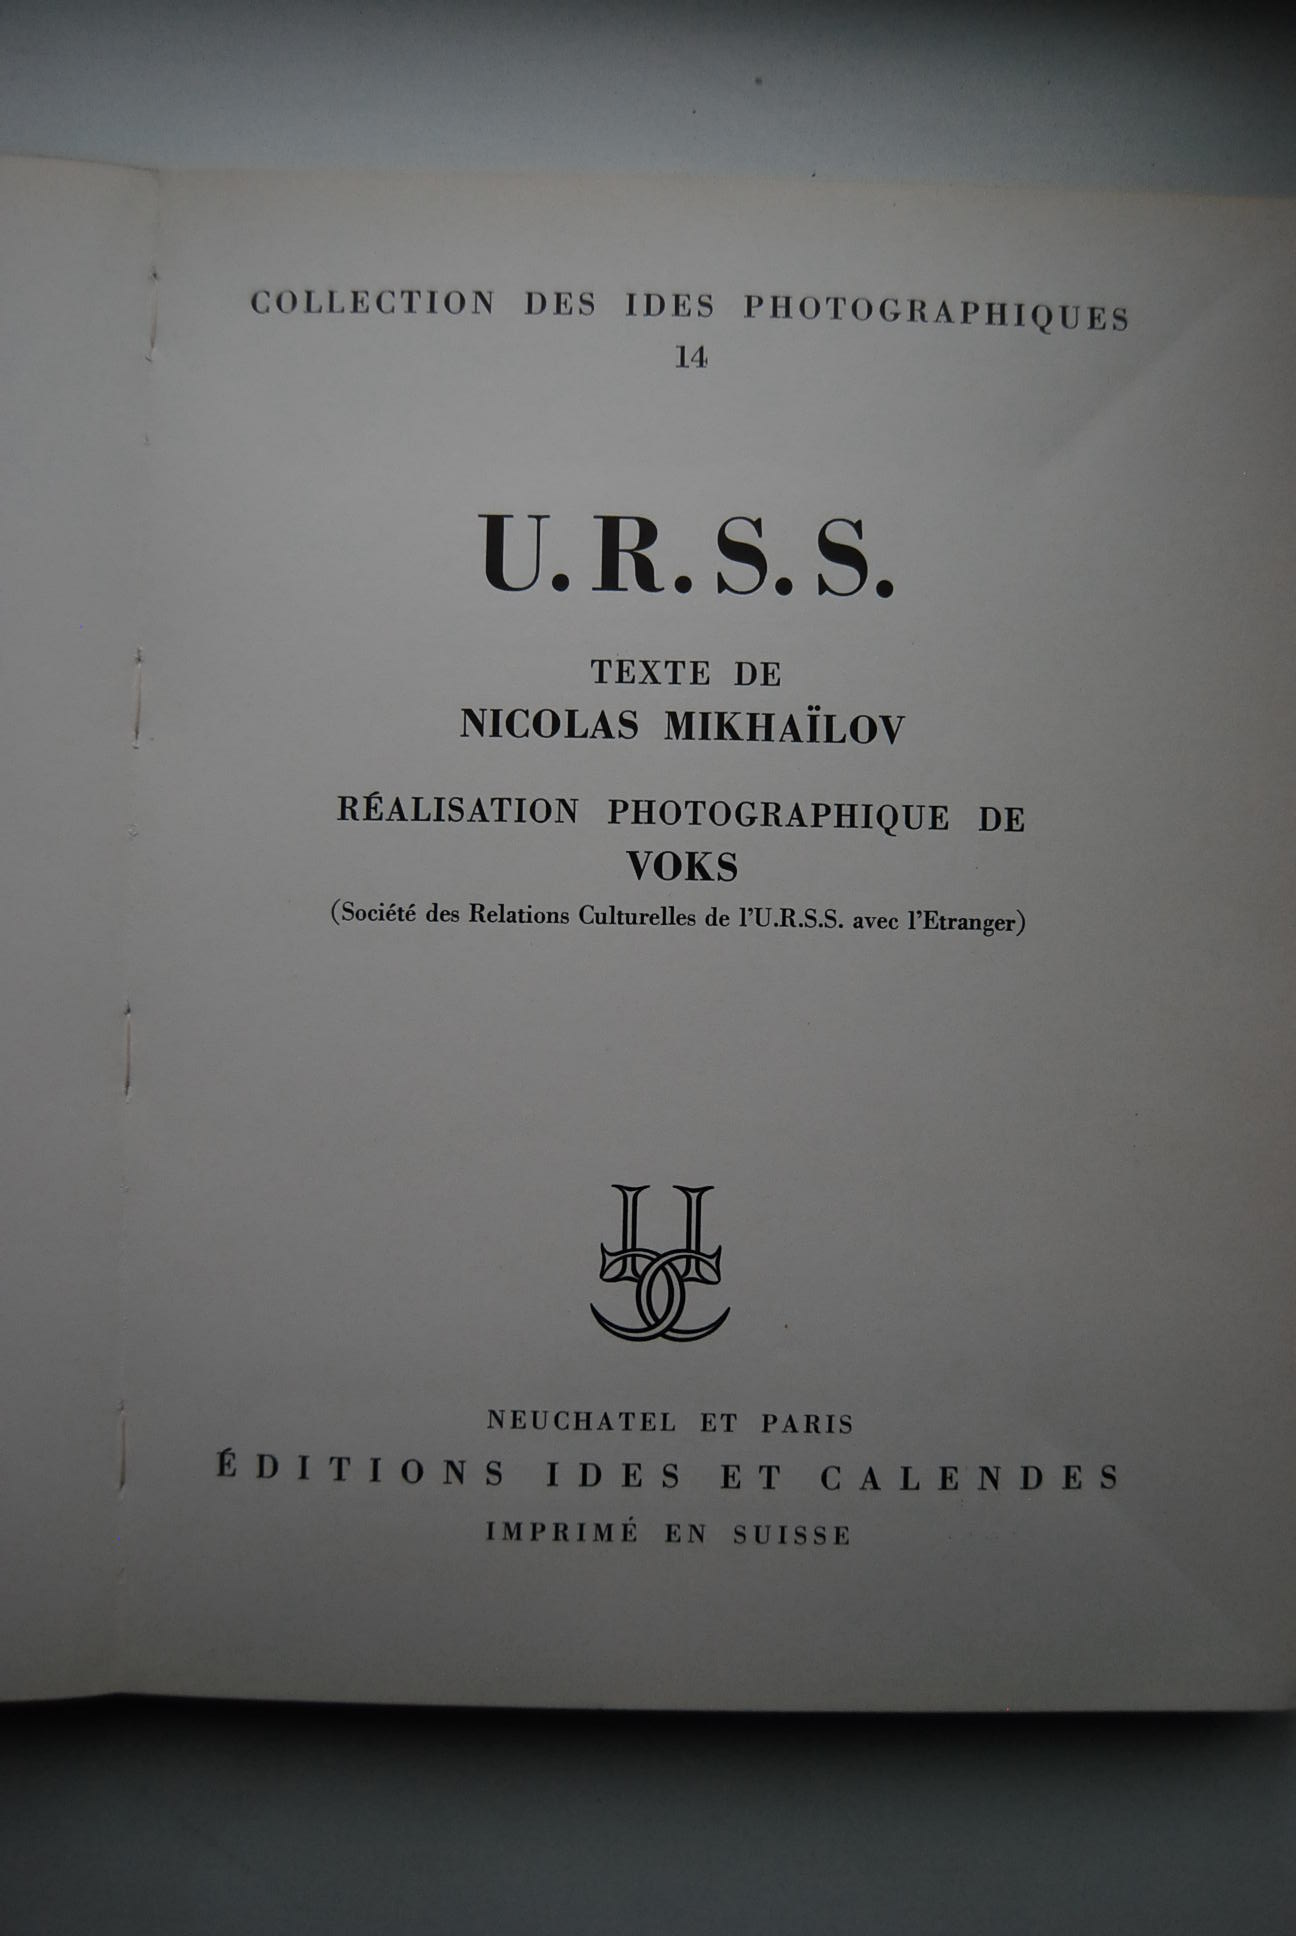 COLLECTION DES IDES PHOTOGRAPHIQUES
14
U.R.S.S.
TEXTE DE
NICOLAS MIKHAÏLOV
RÉALISATION PHOTOGRAPHIQUE DE
VOKS
(Société des Relations Culturelles de l'U.R.S.S. avec l'Etranger)
NEUCHATEL ET PARIS
ÉDITIONS IDES ET CALENDES
IMPRIMÉ EN SUISSE